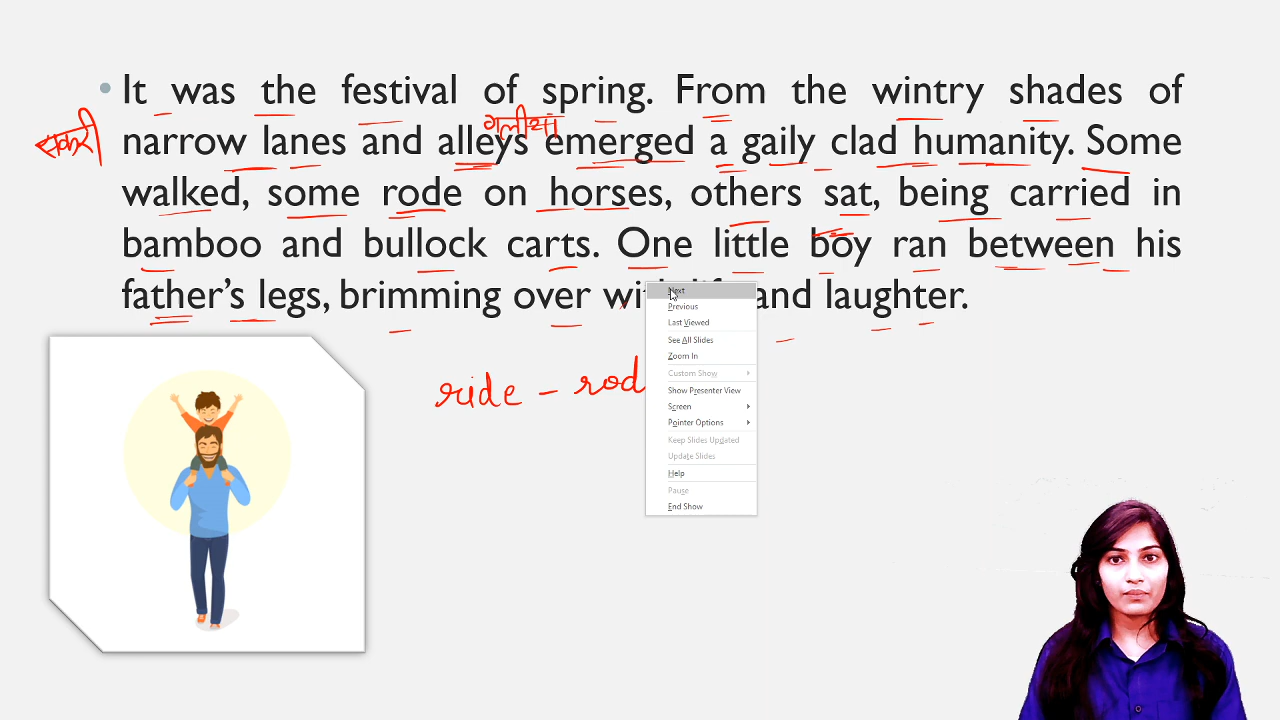 • It was the festival of spring. From the wintry shades of
गलीयां
सकरी
narrow lanes and alleys emerged a gaily clad humanity. Some
walked, some rode on horses, others sat, being carried in
bamboo and bullock carts. One little boy ran between his
father's legs, brimming over and laughter.
Next
Previous
Last Viewed
See All Slides
Zoom In
Custom Show
Show Presenter View
Screen
Pointer Options
Keep Slides Updated
Update Slides
Help
Pause
End Show
ride - rod